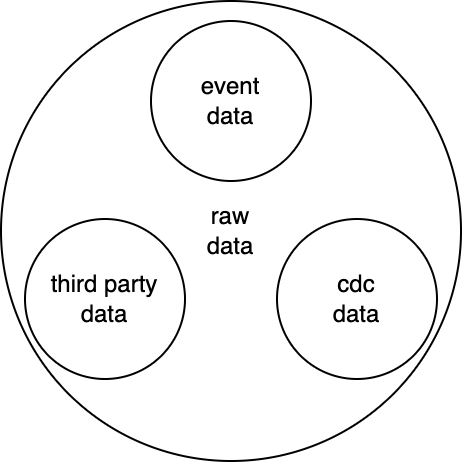 event
data
raw
data
third party
data
cdc
data